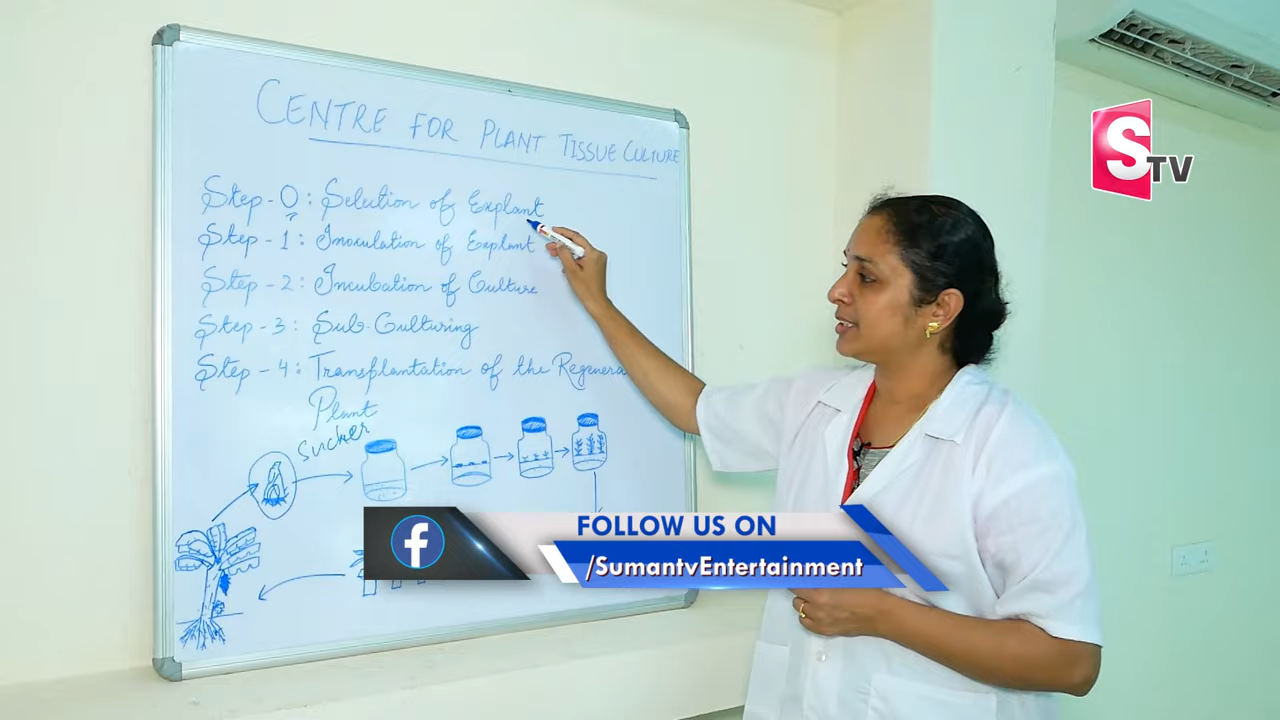 CENTRE FOR PLANT TISSUE CULTURE
Step-0: Selection of Explant
Step-1: Inoculation of Explant
Step-2: Incubation of Culture
Step-3: Sub-Culturing
Step-4: Transplantation of the Regenera
Plant
Sucker
S TV
f
FOLLOW US ON
/SumantvEntertainment